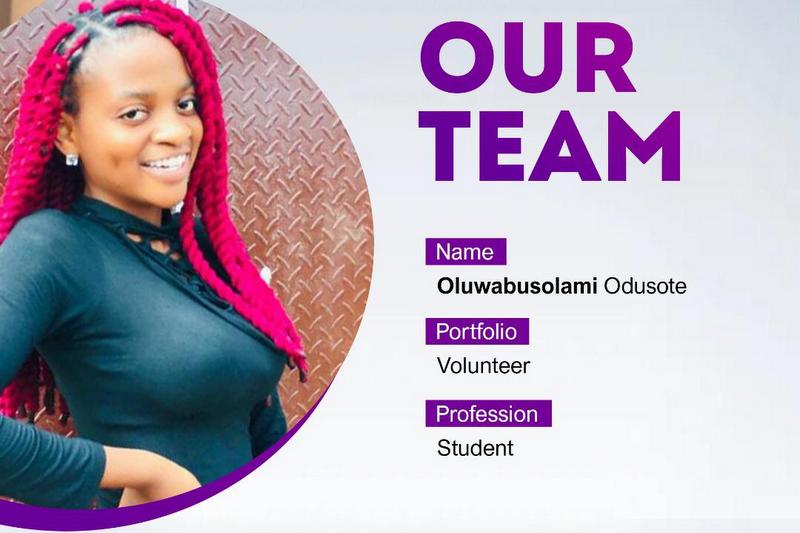 OUR
TEAM
Name
Oluwabusolami Odusote
Portfolio
Volunteer
Profession
Student